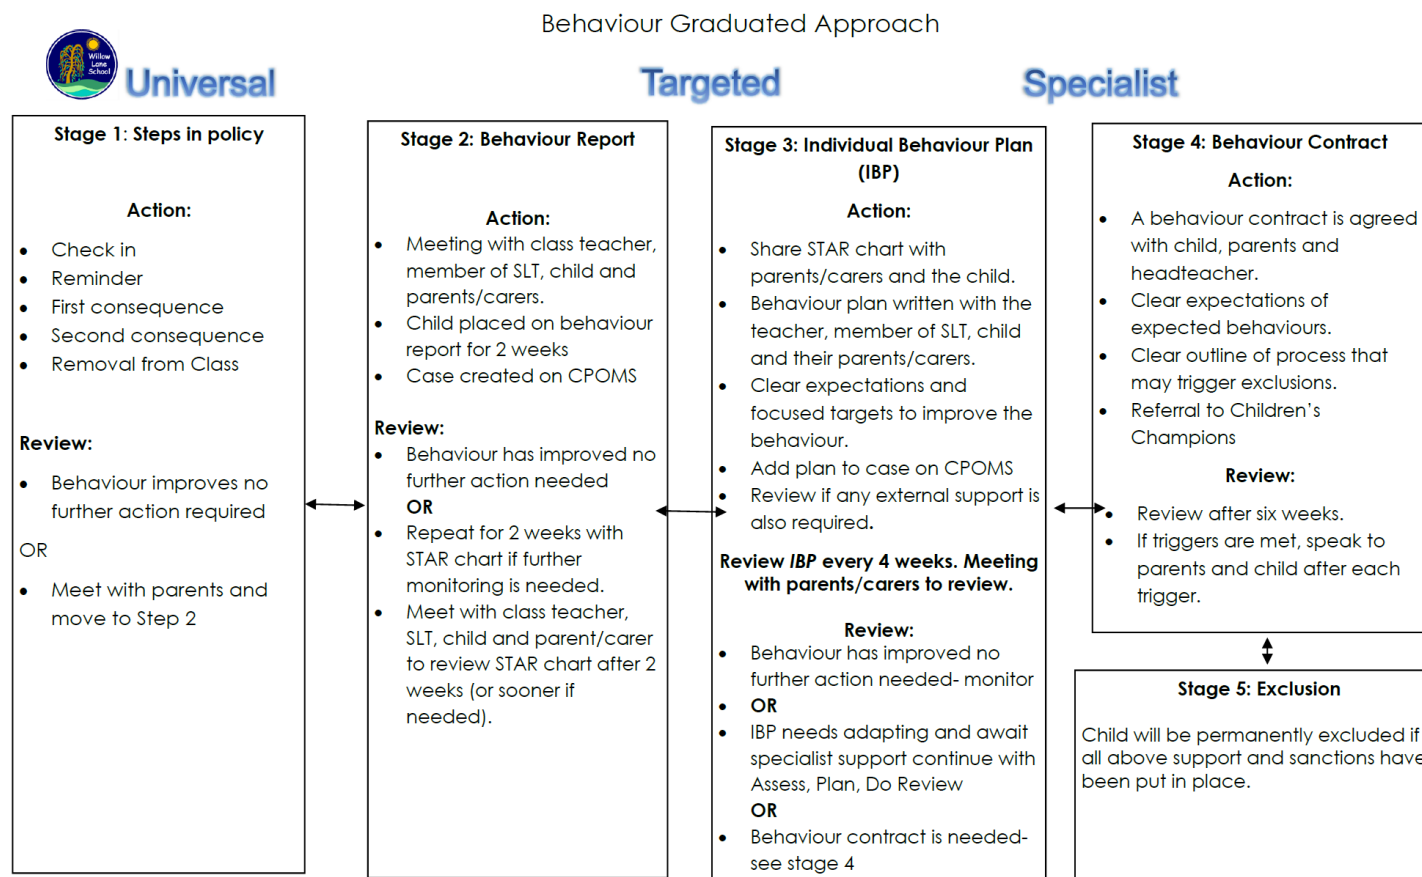 Behaviour Graduated Approach
Willow
Lane
School
Universal
Targeted
Specialist
Stage 1: Steps in policy
Action:
• Check in
• Reminder
• First consequence
• Second consequence
• Removal from Class
Review:
• Behaviour improves no
further action required
OR
• Meet with parents and
move to Step 2
Stage 2: Behaviour Report
Action:
• Meeting with class teacher,
member of SLT, child and
parents/carers.
• Child placed on behaviour
report for 2 weeks
• Case created on CPOMS
Review:
• Behaviour has improved no
further action needed
OR
• Repeat for 2 weeks with
STAR chart if further
monitoring is needed.
• Meet with class teacher,
SLT, child and parent/carer
to review STAR chart after 2
weeks (or sooner if
needed).
Stage 3: Individual Behaviour Plan
(IBP)
Action:
• Share STAR chart with
parents/carers and the child.
• Behaviour plan written with the
teacher, member of SLT, child
and their parents/carers.
• Clear expectations and
focused targets to improve the
behaviour.
• Add plan to case on CPOMS
• Review if any external support is
also required.
Review IBP every 4 weeks. Meeting
with parents/carers to review.
Review:
• Behaviour has improved no
further action needed- monitor
• OR
• IBP needs adapting and await
specialist support continue with
Assess, Plan, Do Review
OR
• Behaviour contract is needed-
see stage 4
Stage 4: Behaviour Contract
Action:
• A behaviour contract is agreed
with child, parents and
headteacher.
• Clear expectations of
expected behaviours.
• Clear outline of process that
may trigger exclusions.
• Referral to Children's
Champions
Review:
• Review after six weeks.
• If triggers are met, speak to
parents and child after each
trigger.
Stage 5: Exclusion
Child will be permanently excluded if
all above support and sanctions have
been put in place.